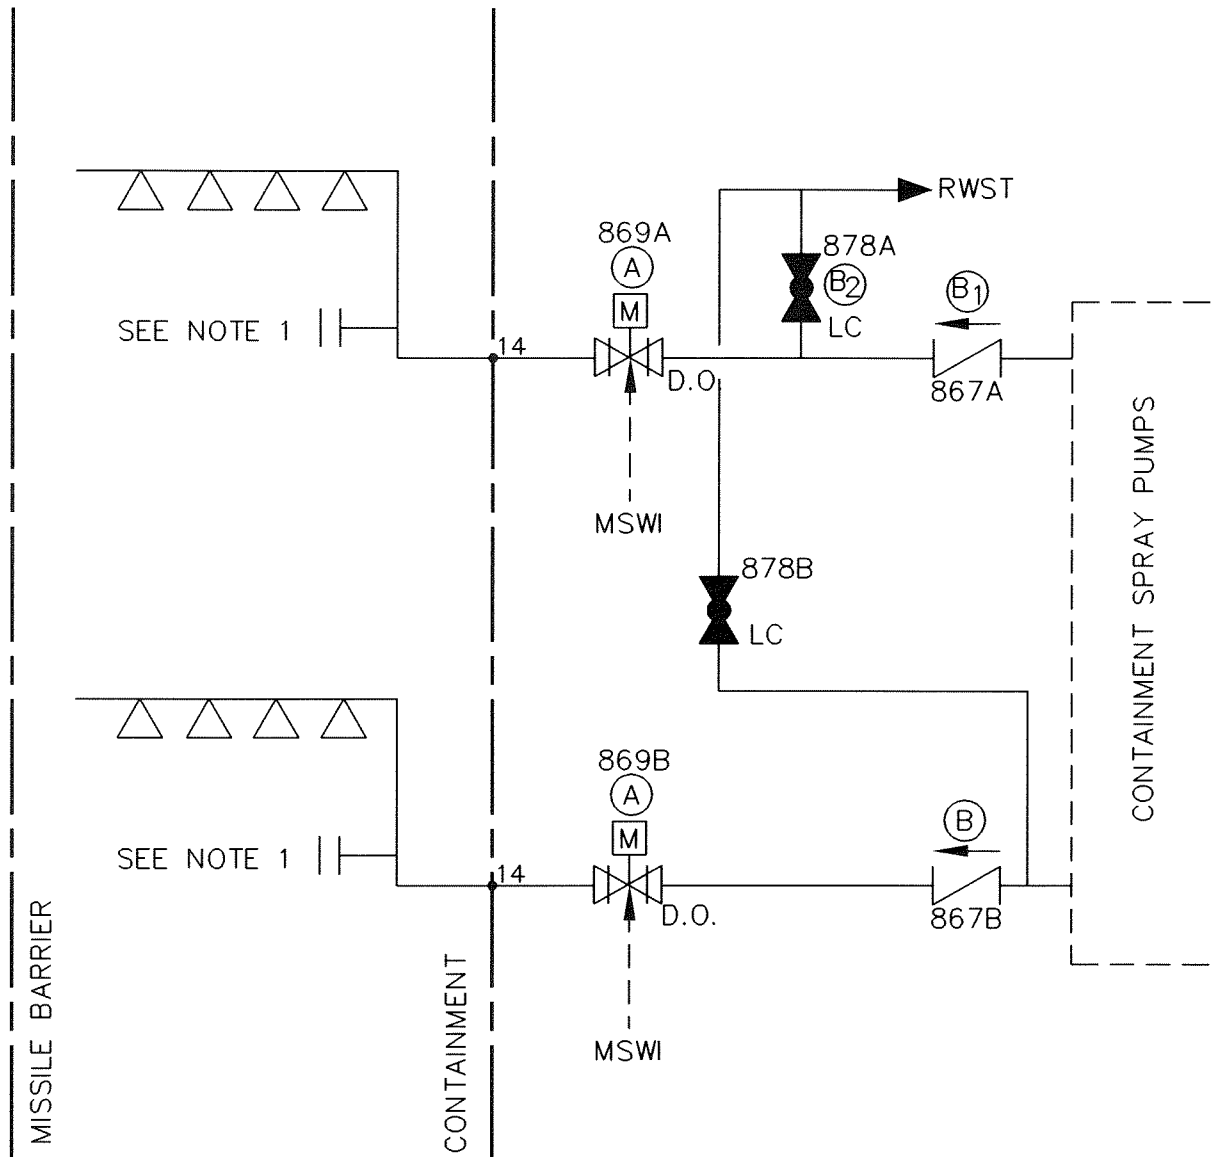 RWST
869A
A
M
878A
B2
LC
B1
SEE NOTE 1
14
D.O.
867A
MSWI
878B
LC
CONTAINMENT SPRAY PUMPS
869B
A
M
B
SEE NOTE 1
14
D.O.
867B
MSWI
MISSILE BARRIER
CONTAINMENT